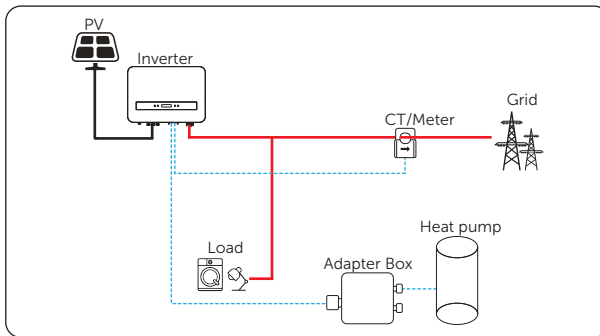 PV
Inverter
CT/Meter
Grid
Load
Adapter Box
Heat pump